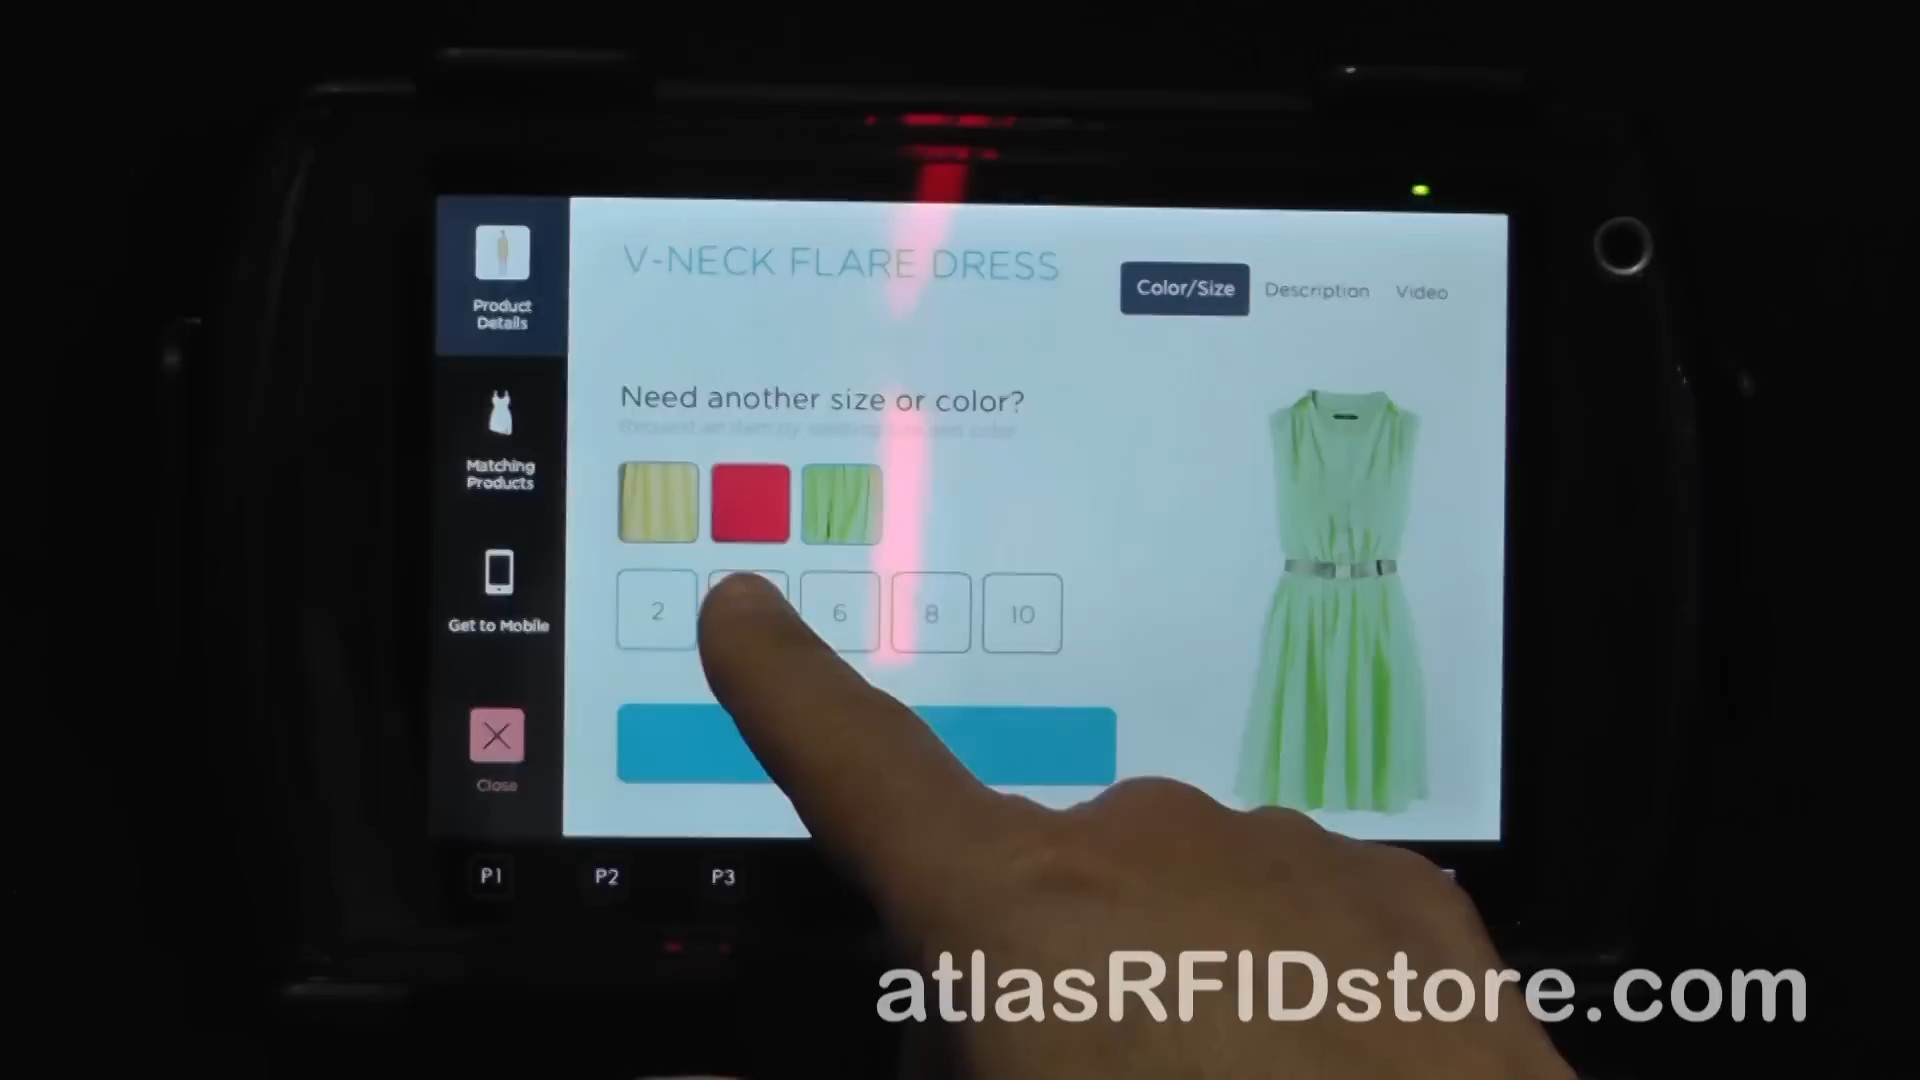 V-NECK FLARE DRESS
Color/Size
Description
Video
Product
Details
Need another size or color?
Matching
Products
2
6
8
10
Get to Mobile
Close
P1
P2
P3
atlasRFIDstore.com